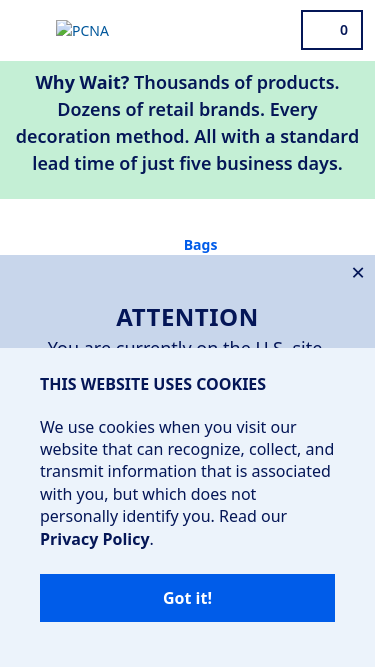 PCNA
0
Why Wait? Thousands of products.
Dozens of retail brands. Every
decoration method. All with a standard
lead time of just five business days.
Bags
×
ATTENTION
You are currently on the U.S. site.
THIS WEBSITE USES COOKIES
We use cookies when you visit our
website that can recognize, collect, and
transmit information that is associated
with you, but which does not
personally identify you. Read our
Privacy Policy.
Got it!